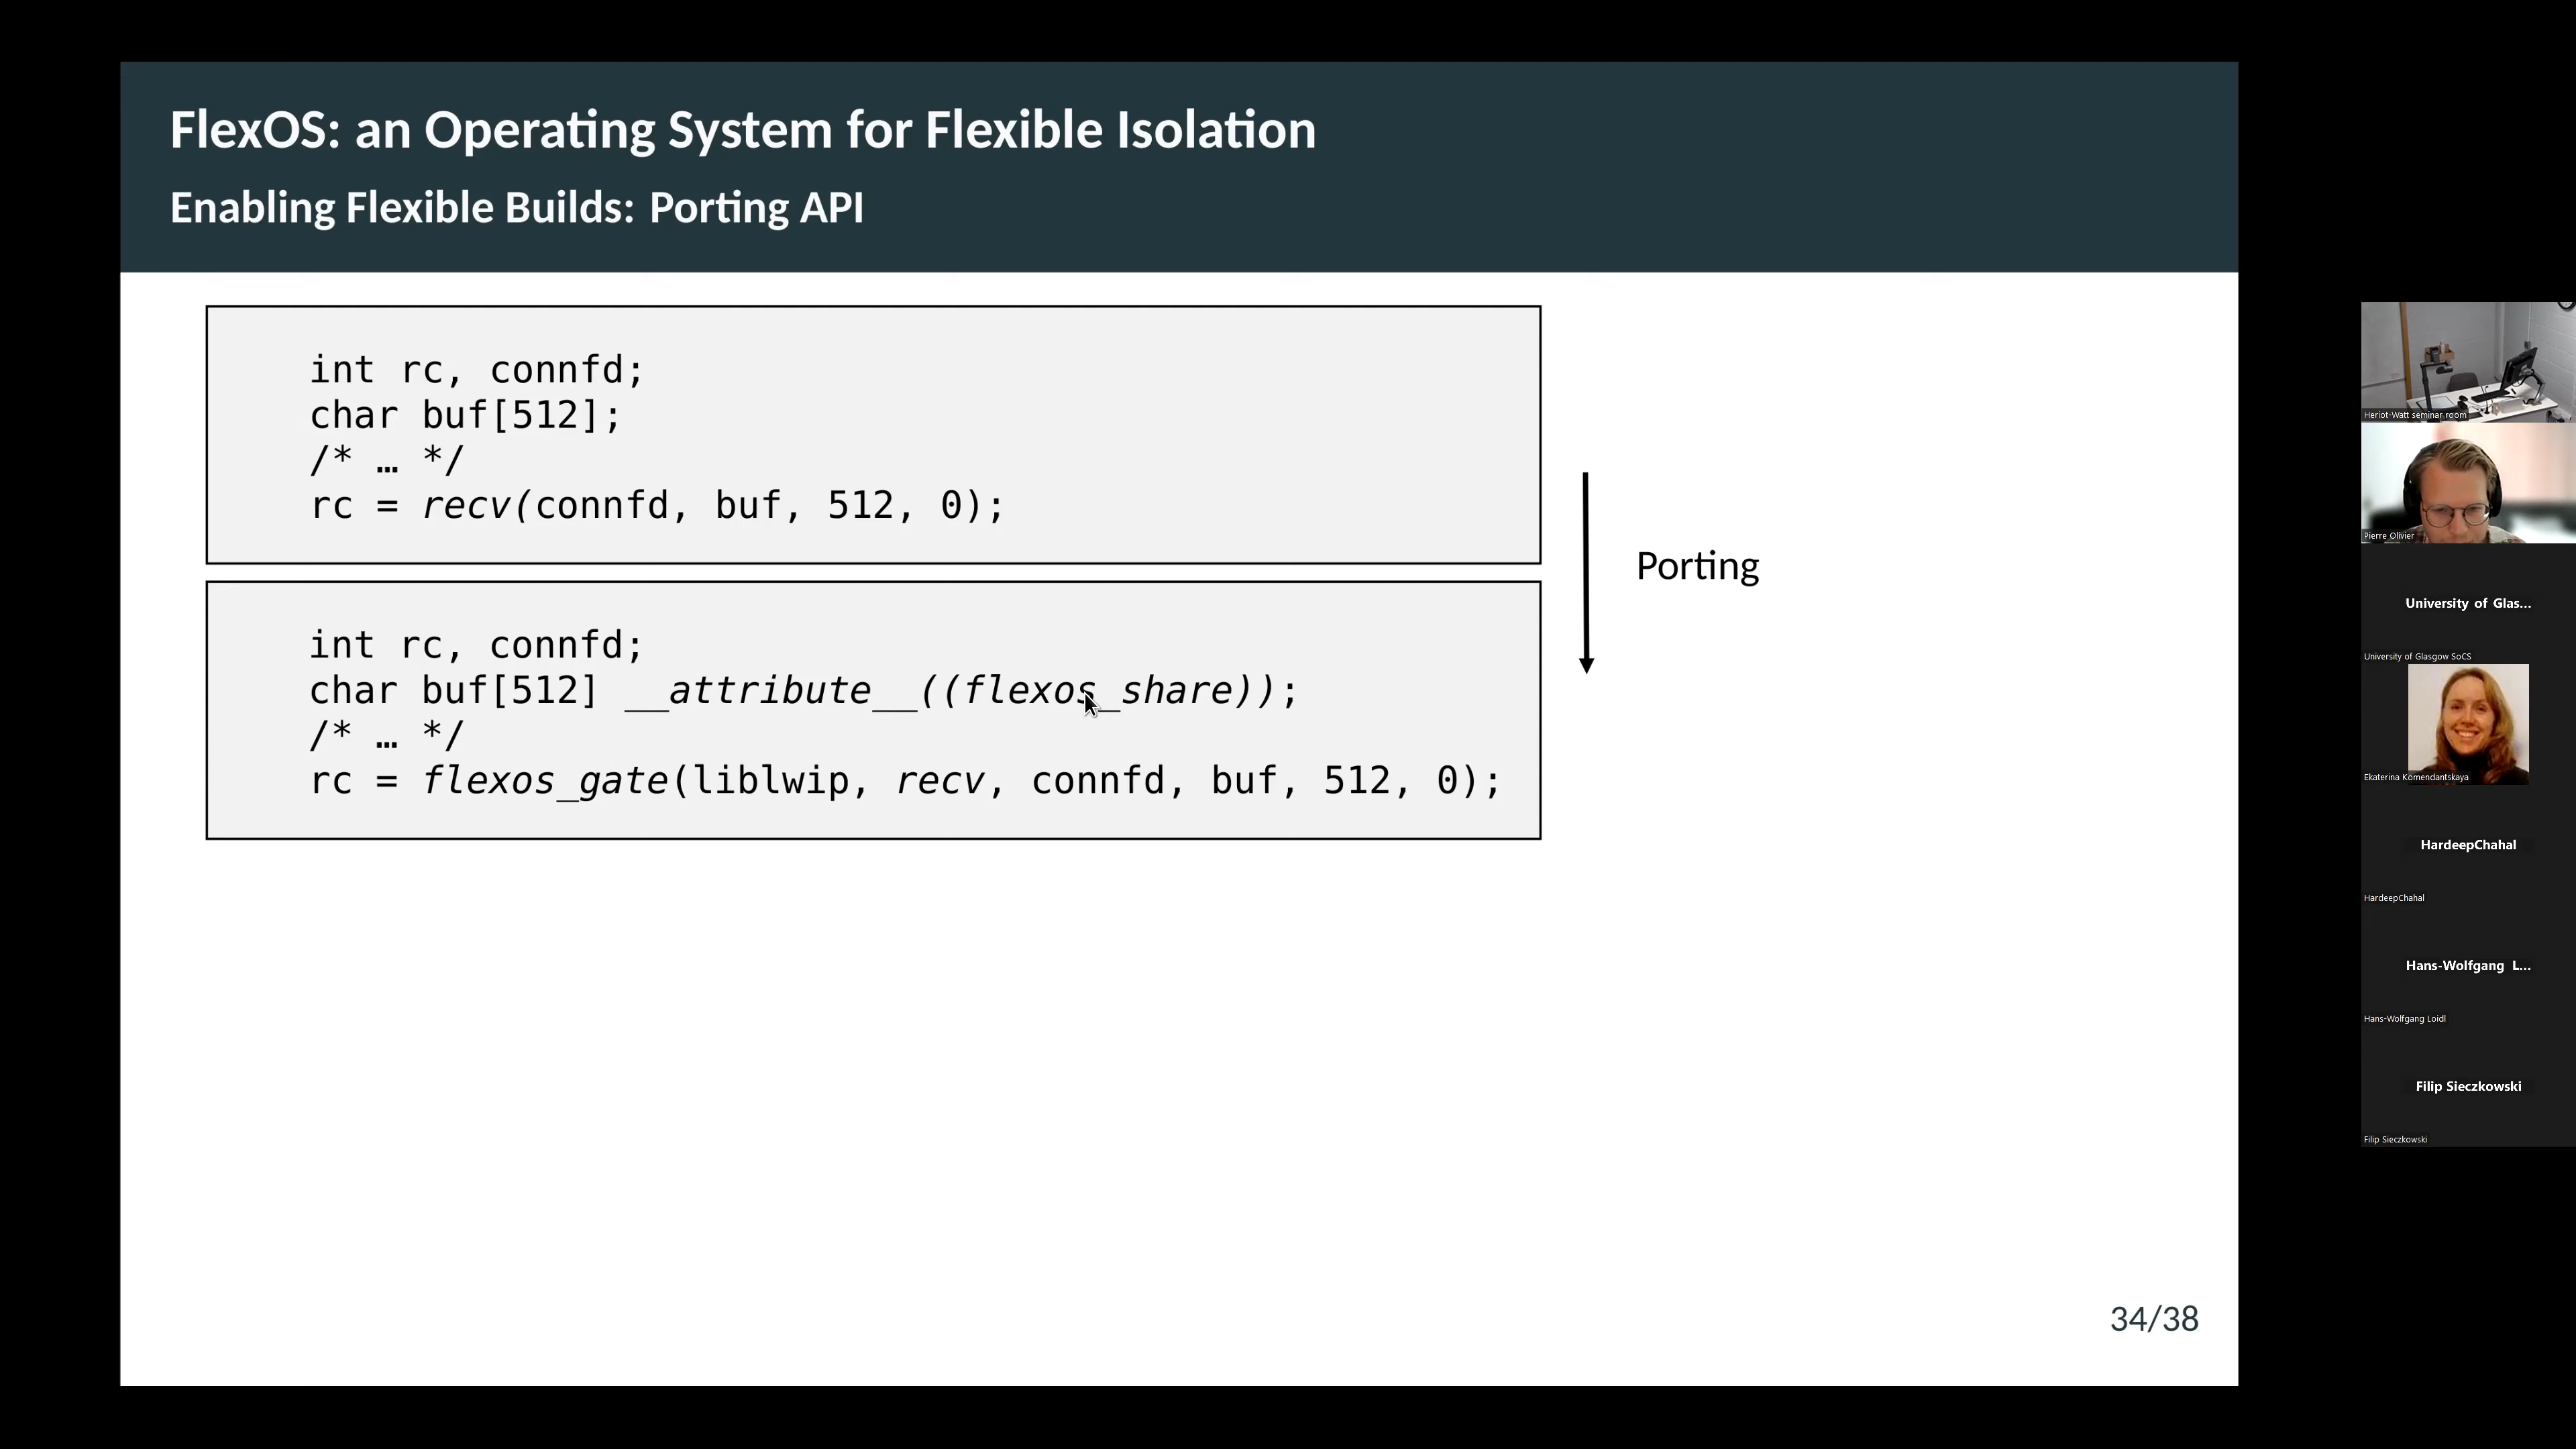 FlexOS: an Operating System for Flexible Isolation
Enabling Flexible Builds: Porting API
int rc, connfd;
char buf[512];
/* … */
rc = recv(connfd, buf, 512, 0);
Porting
int rc, connfd;
char buf[512] __attribute__((flexos_share));
/* … */
rc = flexos_gate(liblwip, recv, connfd, buf, 512, 0);
34/38
Heriot-Watt seminar room
Pierre Olivier
University of Glas...
University of Glasgow SoCS
Ekaterina Komendantskaya
HardeepChahal
HardeepChahal
Hans-Wolfgang L...
Hans-Wolfgang Loidl
Filip Sieczkowski
Filip Sieczkowski